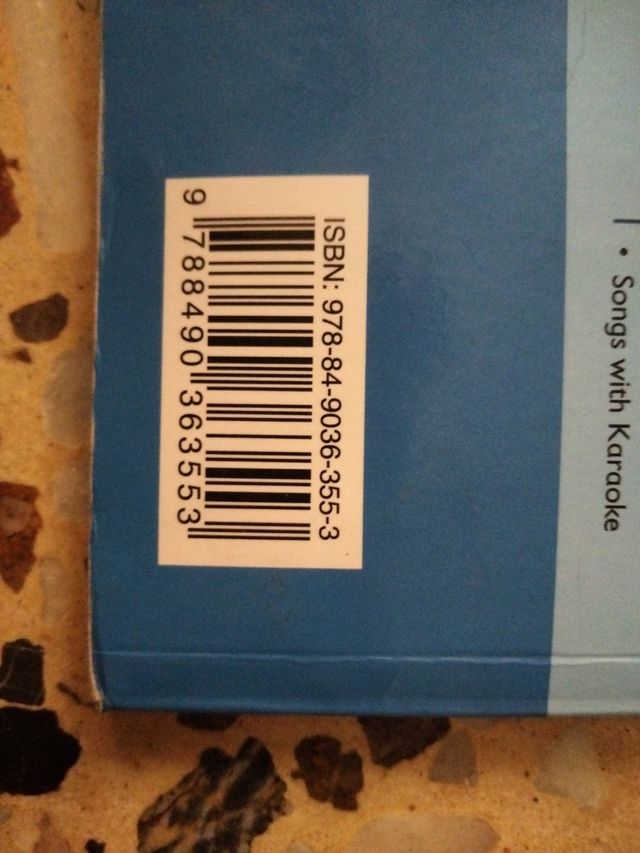 ISBN: 978-84-9036-355-3
9 788490 363553
• Songs with Karaoke